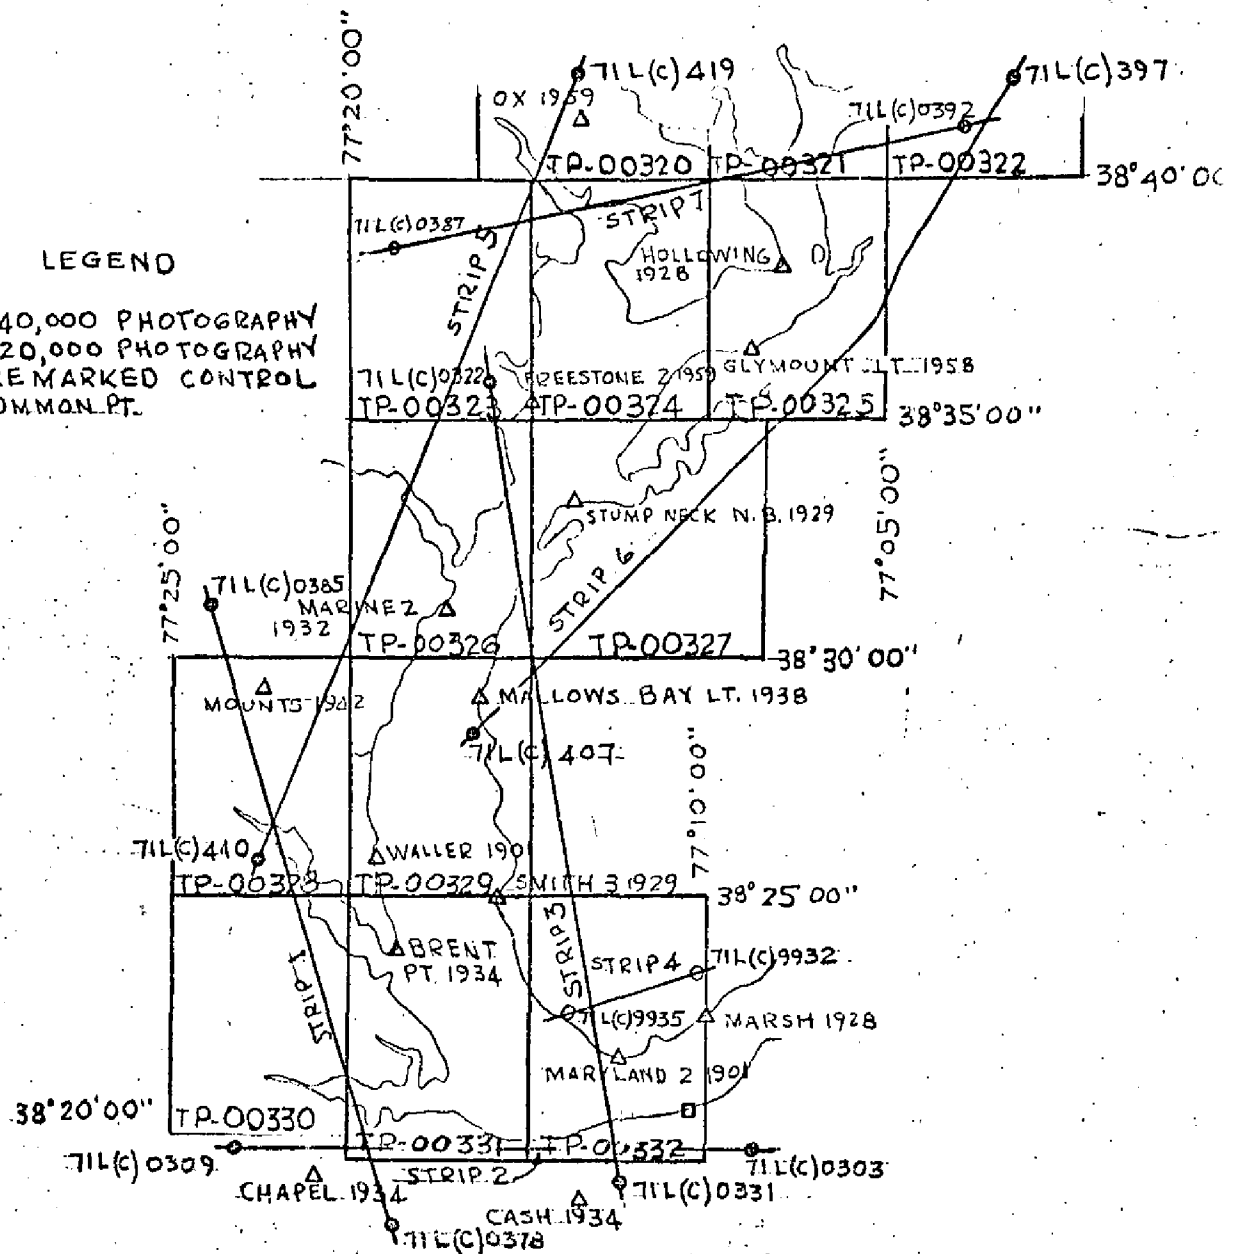 77°20'00"
71L(C)419
71L(C)397
OX 1959
71L(C)0392
TP-00320
TP-00321
TP-00322
38°40'00
71L(C)0387
STRIP 7
STRIP 5
HOLLOWING
1928
LEGEND
40,000 PHOTOGRAPHY
20,000 PHOTOGRAPHY
REMARKED CONTROL
OMMON PT.
71L(C)0322
FREESTONE 2 1959
GLYMOUNT LT. 1958
TP-00323
TP-00324
TP-00325
38°35'00"
STUMP NECK N.B. 1929
77°05'00"
77°25'00"
71L(C)0385
MARINE 2
1932
STRIP 6
TP-00326
TP-00327
38°30'00"
MOUNTS
MALLOWS BAY LT. 1938
71L(C) 407
77°10'00"
71L(C)410
WALLER 1901
TP-00328
TP-00329
SMITH 3 1929
38°25'00"
BRENT
PT. 1934
STRIP 3
STRIP 4
71L(C)9932
STRIP 1
71L(C)9935
MARSH 1928
MARYLAND 2 1901
38°20'00"
TP-00330
TP-00331
TP-00332
71L(C)0309
STRIP 2
71L(C)0303
CHAPEL 1934
71L(C)0331
CASH 1934
71L(C)0378